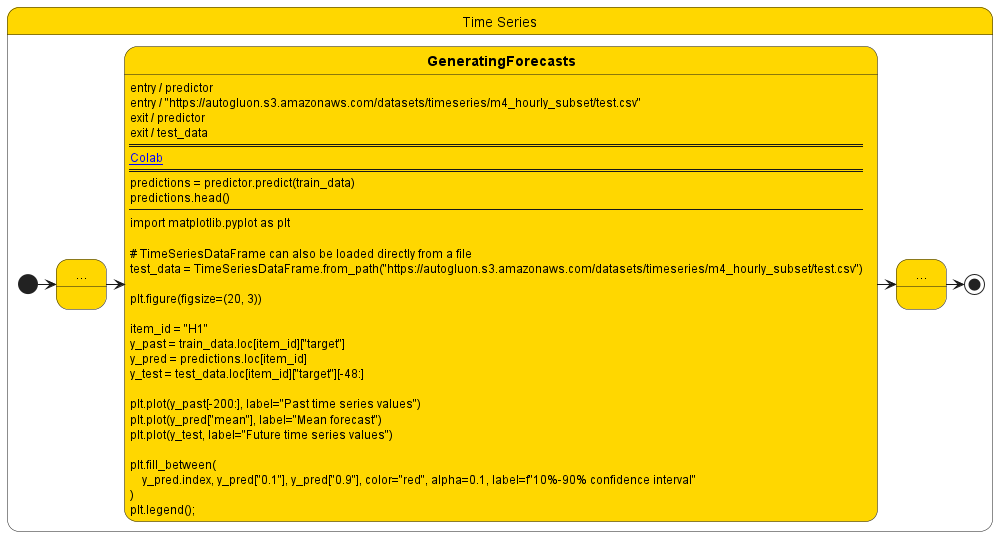 Time Series
GeneratingForecasts
entry / predictor
entry / "https://autogluon.s3.amazonaws.com/datasets/timeseries/m4_hourly_subset/test.csv"
exit / predictor
exit / test_data
Colab
predictions = predictor.predict(train_data)
predictions.head()
import matplotlib.pyplot as plt
# TimeSeriesDataFrame can also be loaded directly from a file
test_data = TimeSeriesDataFrame.from_path("https://autogluon.s3.amazonaws.com/datasets/timeseries/m4_hourly_subset/test.csv")
plt.figure(figsize=(20, 3))
item_id = "H1"
y_past = train_data.loc[item_id]["target"]
y_pred = predictions.loc[item_id]
y_test = test_data.loc[item_id]["target"][-48:]
plt.plot(y_past[-200:], label="Past time series values")
plt.plot(y_pred["mean"], label="Mean forecast")
plt.plot(y_test, label="Future time series values")
plt.fill_between(
    y_pred.index, y_pred["0.1"], y_pred["0.9"], color="red", alpha=0.1, label=f"10%-90% confidence interval"
)
plt.legend();
...
...